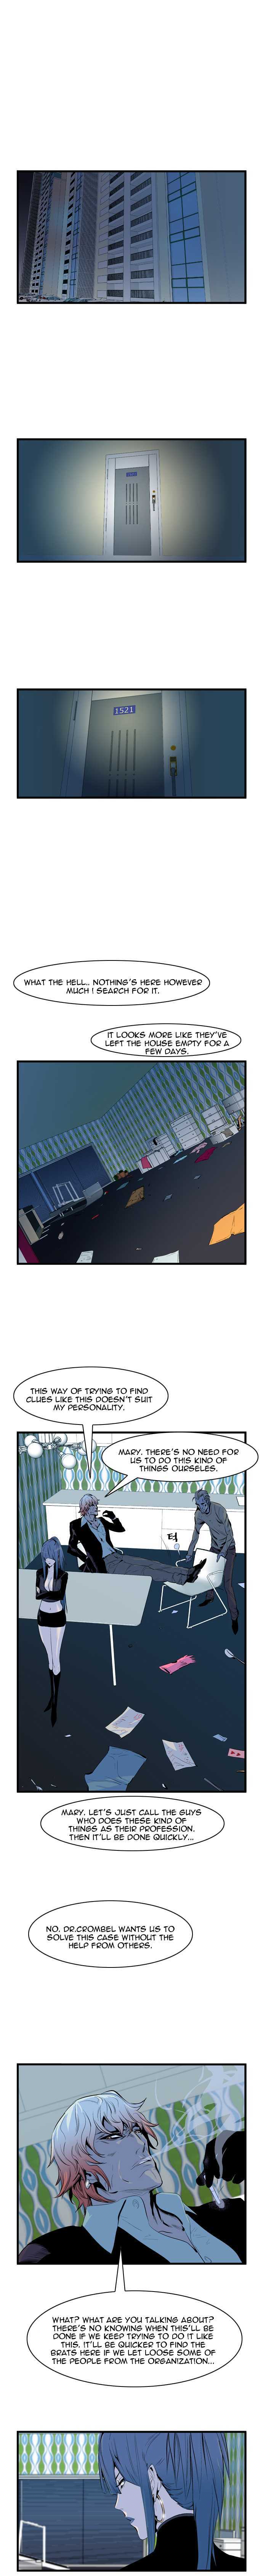 1521
WHAT THE HELL.. NOTHING'S HERE HOWEVER
MUCH I SEARCH FOR IT.
IT LOOKS MORE LIKE THEY'VE
LEFT THE HOUSE EMPTY FOR A
FEW DAYS.
THIS WAY OF TRYING TO FIND
CLUES LIKE THIS DOESN'T SUIT
MY PERSONALITY.
MARY. THERE'S NO NEED FOR
US TO DO THIS KIND OF
THINGS OURSELES.
MARY. LET'S JUST CALL THE GUYS
WHO DOES THESE KIND OF
THINGS AS THEIR PROFESSION.
THEN IT'LL BE DONE QUICKLY...
NO. DR.CROMBEL WANTS US TO
SOLVE THIS CASE WITHOUT THE
HELP FROM OTHERS.
WHAT? WHAT ARE YOU TALKING ABOUT?
THERE'S NO KNOWING WHEN THIS'LL BE
DONE IF WE KEEP TRYING TO DO IT LIKE
THIS. IT'LL BE QUICKER TO FIND THE
BRATS HERE IF WE LET LOOSE SOME OF
THE PEOPLE FROM THE ORGANIZATION...